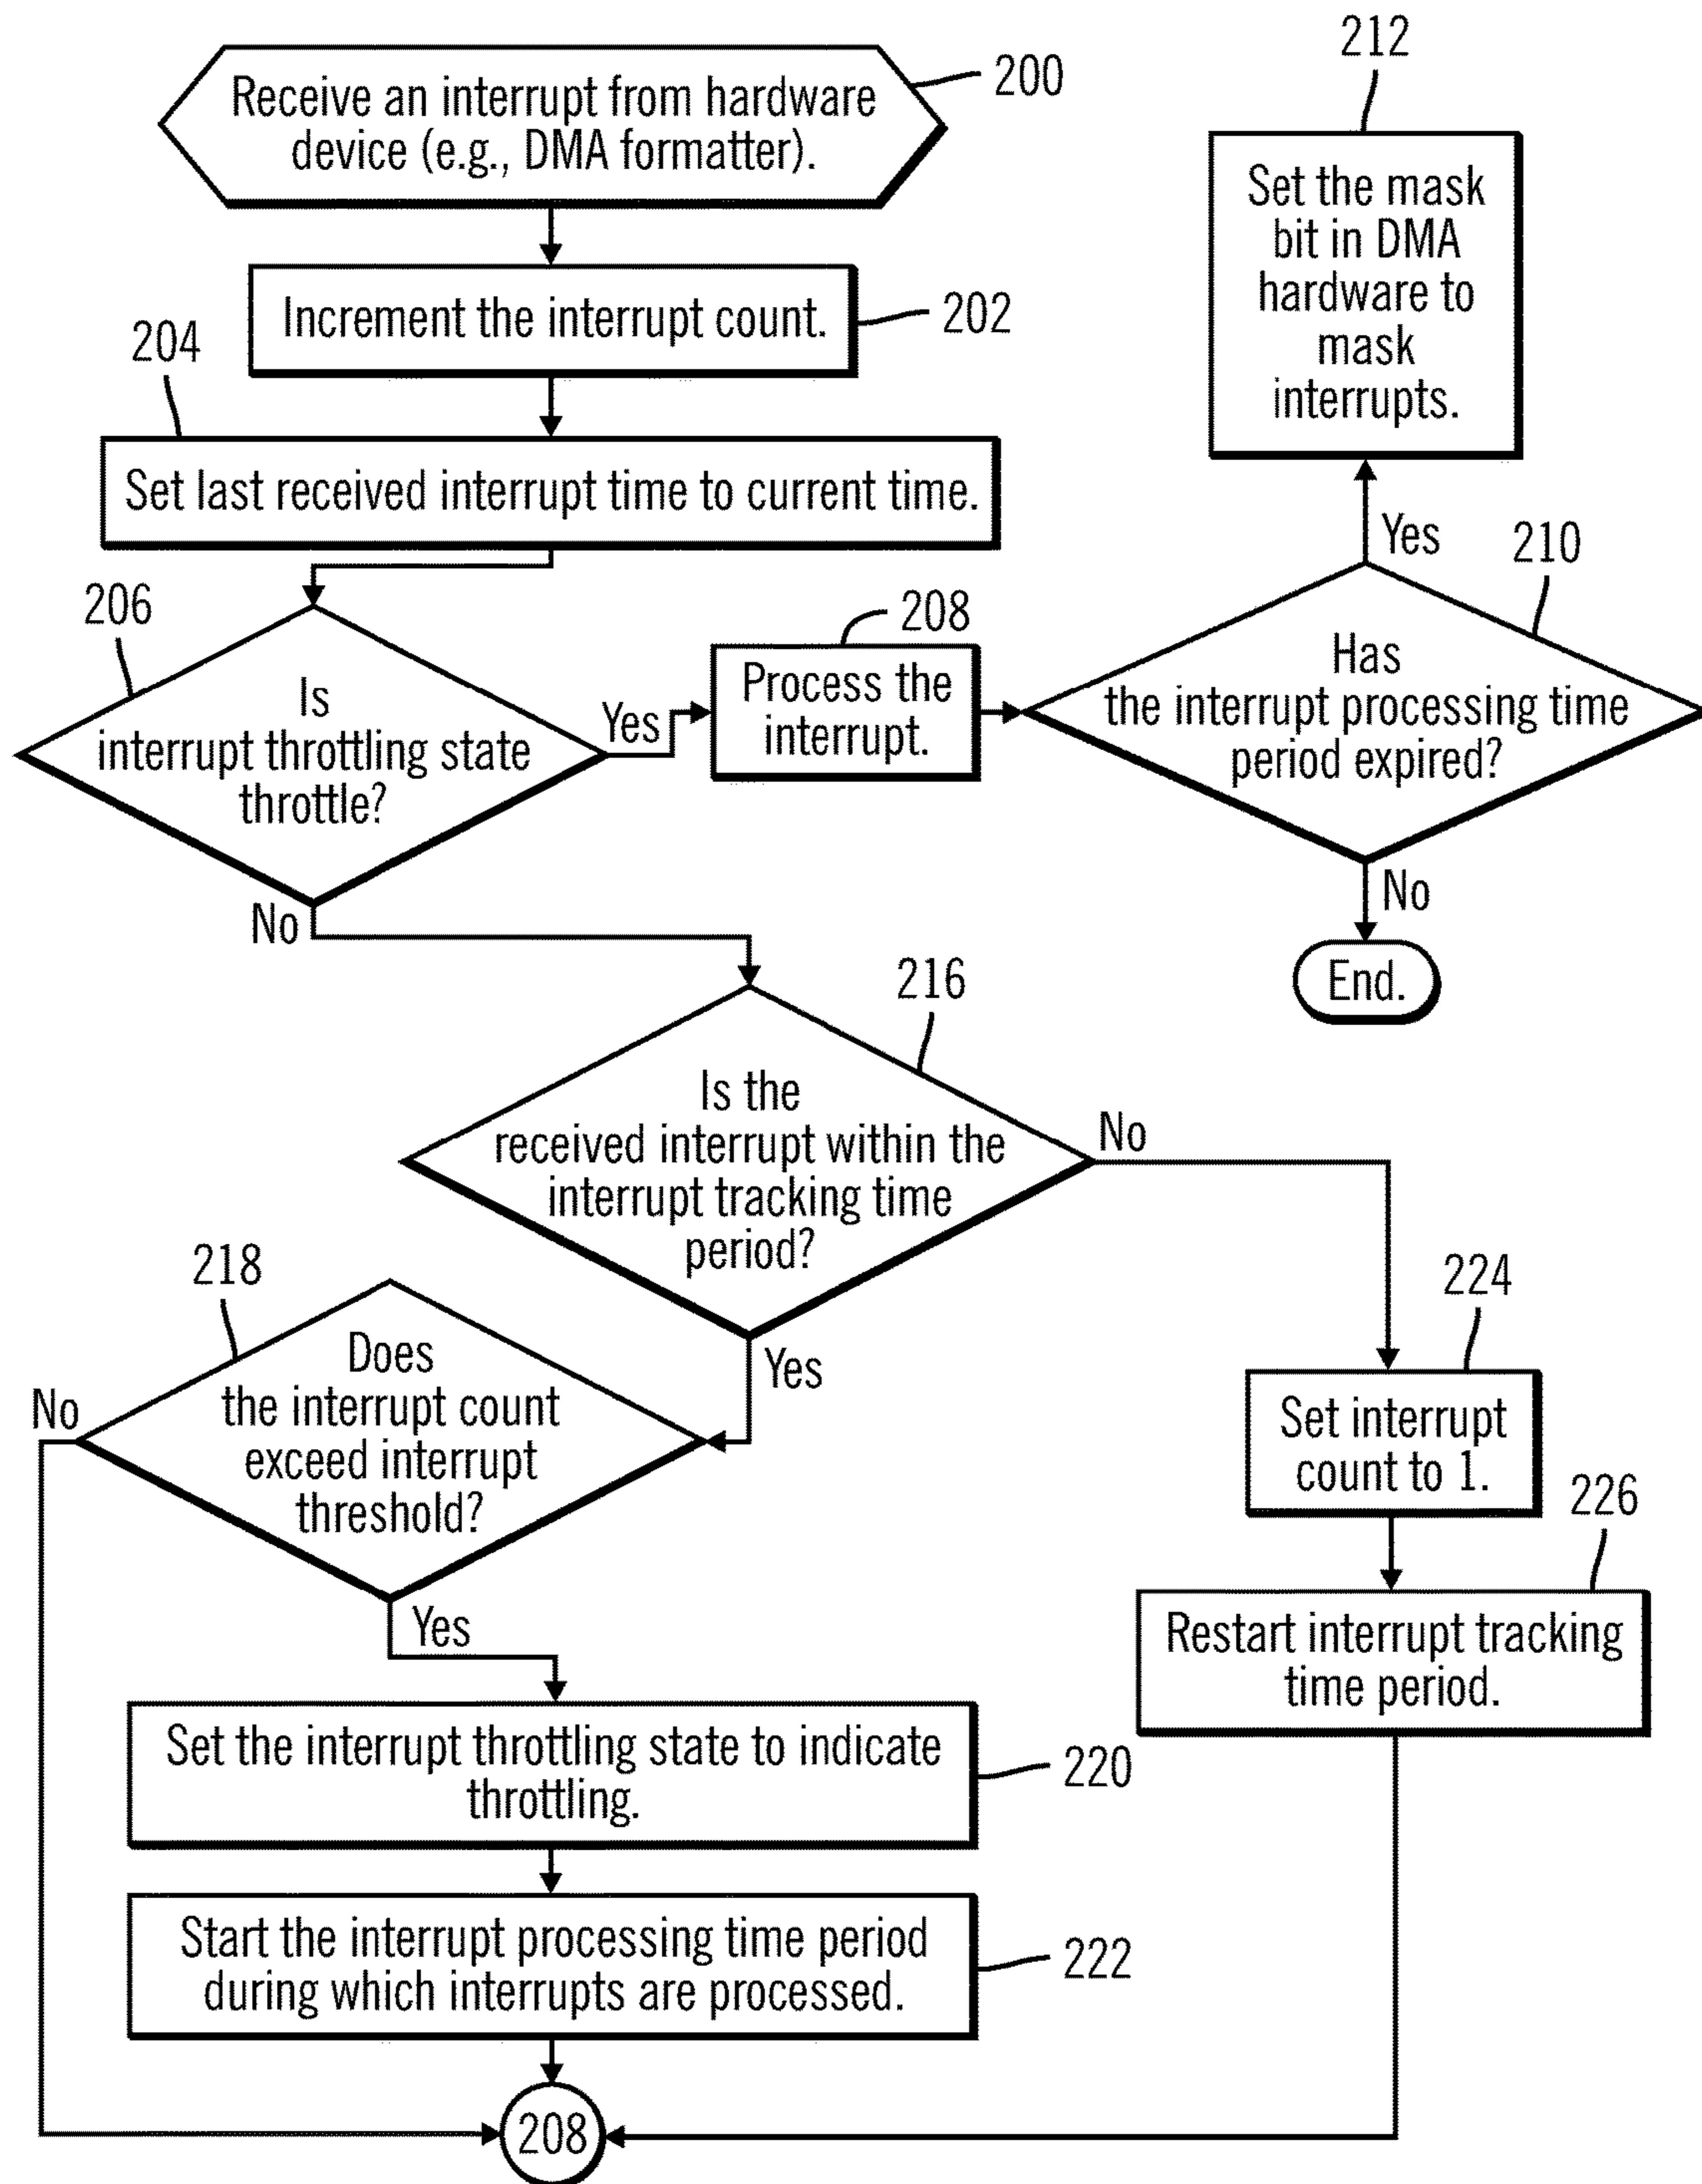 Receive an interrupt from hardware
device (e.g., DMA formatter).
200
Increment the interrupt count.
202
204
Set last received interrupt time to current time.
206
Is
interrupt throttling state
throttle?
Yes
No
208
Process the
interrupt.
212
Set the mask
bit in DMA
hardware to
mask
interrupts.
Yes
210
Has
the interrupt processing time
period expired?
No
End.
216
Is the
received interrupt within the
interrupt tracking time
period?
No
Yes
218
Does
the interrupt count
exceed interrupt
threshold?
No
Yes
224
Set interrupt
count to 1.
226
Restart interrupt tracking
time period.
Set the interrupt throttling state to indicate
throttling.
220
Start the interrupt processing time period
during which interrupts are processed.
222
208